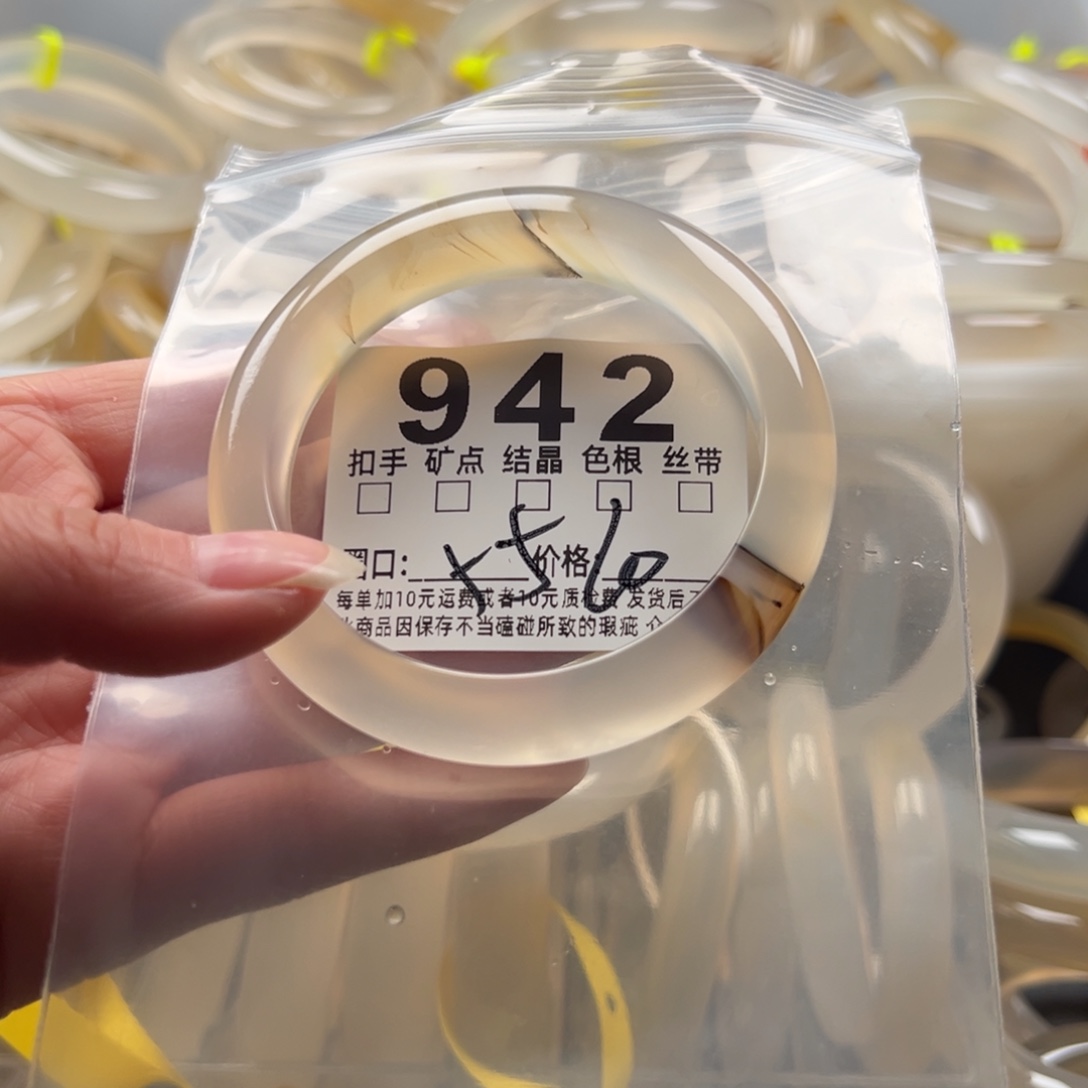 942
扣手 矿点 结晶 色根 丝带
圈口: 价格:
每单加10元运费或者10元质检费 发货后
商品因保存不当磕碰所致的瑕疵